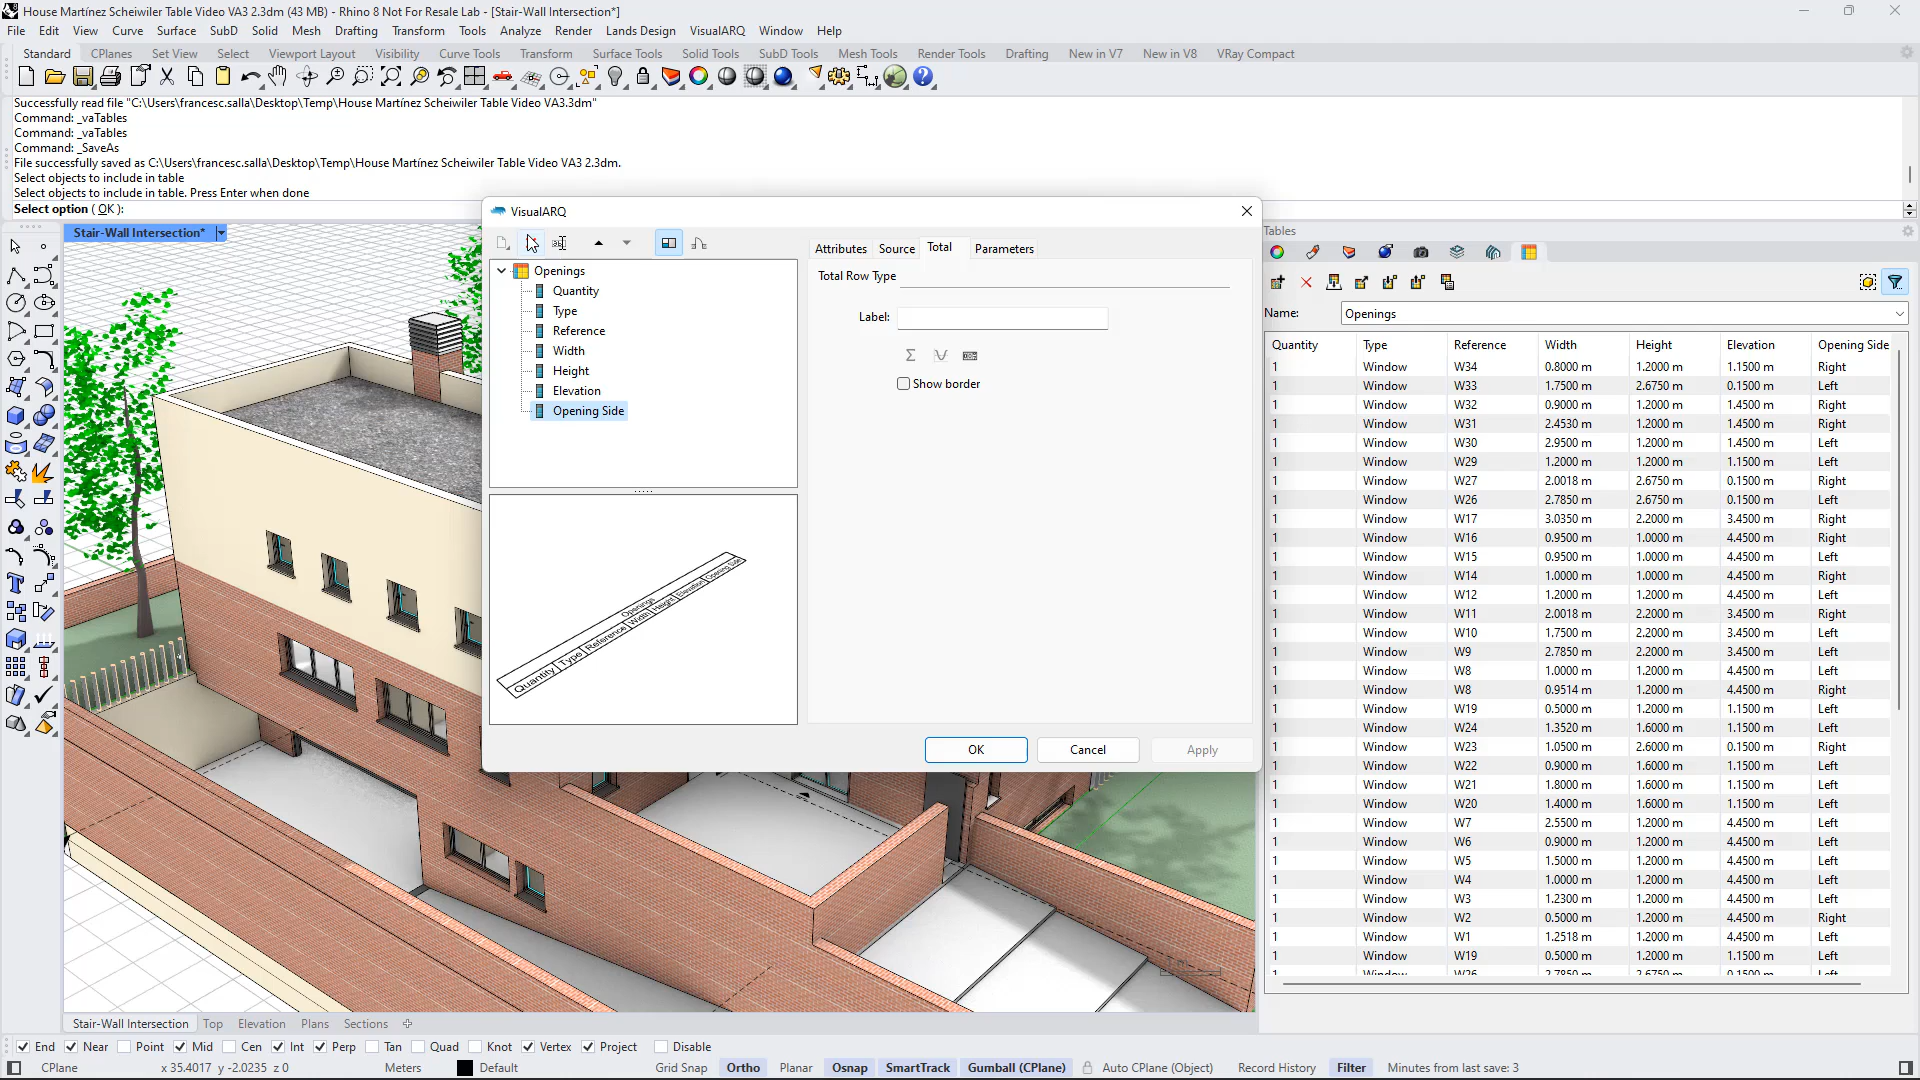 House Martínez Scheiwiler Table Video VA3 2.3dm (43 MB) - Rhino 8 Not For Resale Lab - [Stair-Wall Intersection*]
File Edit View Curve Surface SubD Solid Mesh Drafting Transform Tools Analyze Render Lands Design VisualARQ Window Help
Standard CPlanes Set View Select Viewport Layout Visibility Curve Tools Transform Surface Tools Solid Tools SubD Tools Mesh Tools Render Tools Drafting New in V7 New in V8 VRay Compact
Successfully read file "C:\Users\francesc.salla\Desktop\Temp\House Martínez Scheiwiler Table Video VA3.3dm"
Command: _vaTables
Command: _vaTables
Command: _SaveAs
File successfully saved as C:\Users\francesc.salla\Desktop\Temp\House Martínez Scheiwiler Table Video VA3 2.3dm.
Select objects to include in table
Select objects to include in table. Press Enter when done
Select option ( OK ):
Stair-Wall Intersection*
VisualARQ
Openings
Quantity
Type
Reference
Width
Height
Elevation
Opening Side
Openings
Quantity Type Reference Width Height Elevation Opening Side
Attributes Source Total Parameters
Total Row Type
Label:
Show border
OK Cancel Apply
Tables
Name: Openings
Quantity Type Reference Width Height Elevation Opening Side
1 Window W34 0.8000 m 1.2000 m 1.1500 m Right
1 Window W33 1.7500 m 2.6750 m 0.1500 m Left
1 Window W32 0.9000 m 1.2000 m 1.4500 m Right
1 Window W31 2.4530 m 1.2000 m 1.4500 m Right
1 Window W30 2.9500 m 1.2000 m 1.4500 m Left
1 Window W29 1.2000 m 1.2000 m 1.1500 m Left
1 Window W27 2.0018 m 2.6750 m 0.1500 m Right
1 Window W26 2.7850 m 2.6750 m 0.1500 m Left
1 Window W17 3.0350 m 2.2000 m 3.4500 m Right
1 Window W16 0.9500 m 1.0000 m 4.4500 m Right
1 Window W15 0.9500 m 1.0000 m 4.4500 m Left
1 Window W14 1.0000 m 1.0000 m 4.4500 m Right
1 Window W12 1.2000 m 1.2000 m 4.4500 m Left
1 Window W11 2.0018 m 2.2000 m 3.4500 m Right
1 Window W10 1.7500 m 2.2000 m 3.4500 m Left
1 Window W9 2.7850 m 2.2000 m 3.4500 m Left
1 Window W8 1.0000 m 1.2000 m 4.4500 m Left
1 Window W8 0.9514 m 1.2000 m 4.4500 m Right
1 Window W19 0.5000 m 1.2000 m 1.1500 m Left
1 Window W24 1.3520 m 1.6000 m 1.1500 m Left
1 Window W23 1.0500 m 2.6000 m 0.1500 m Right
1 Window W22 0.9000 m 1.6000 m 1.1500 m Left
1 Window W21 1.8000 m 1.6000 m 1.1500 m Left
1 Window W20 1.4000 m 1.6000 m 1.1500 m Left
1 Window W7 2.5500 m 1.2000 m 4.4500 m Left
1 Window W6 0.9000 m 1.2000 m 4.4500 m Left
1 Window W5 1.5000 m 1.2000 m 4.4500 m Left
1 Window W4 1.0000 m 1.2000 m 4.4500 m Left
1 Window W3 1.2300 m 1.2000 m 4.4500 m Left
1 Window W2 0.5000 m 1.2000 m 4.4500 m Right
1 Window W1 1.2518 m 1.2000 m 4.4500 m Left
1 Window W19 0.5000 m 1.2000 m 1.1500 m Left
1 Window W26 2.7850 m 2.6750 m 0.1500 m Left
Stair-Wall Intersection Top Elevation Plans Sections
End Near Point Mid Cen Int Perp Tan Quad Knot Vertex Project Disable
CPlane x 35.4017 y -2.0235 z 0 Meters Default Grid Snap Ortho Planar Osnap SmartTrack Gumball (CPlane) Auto CPlane (Object) Record History Filter Minutes from last save: 3